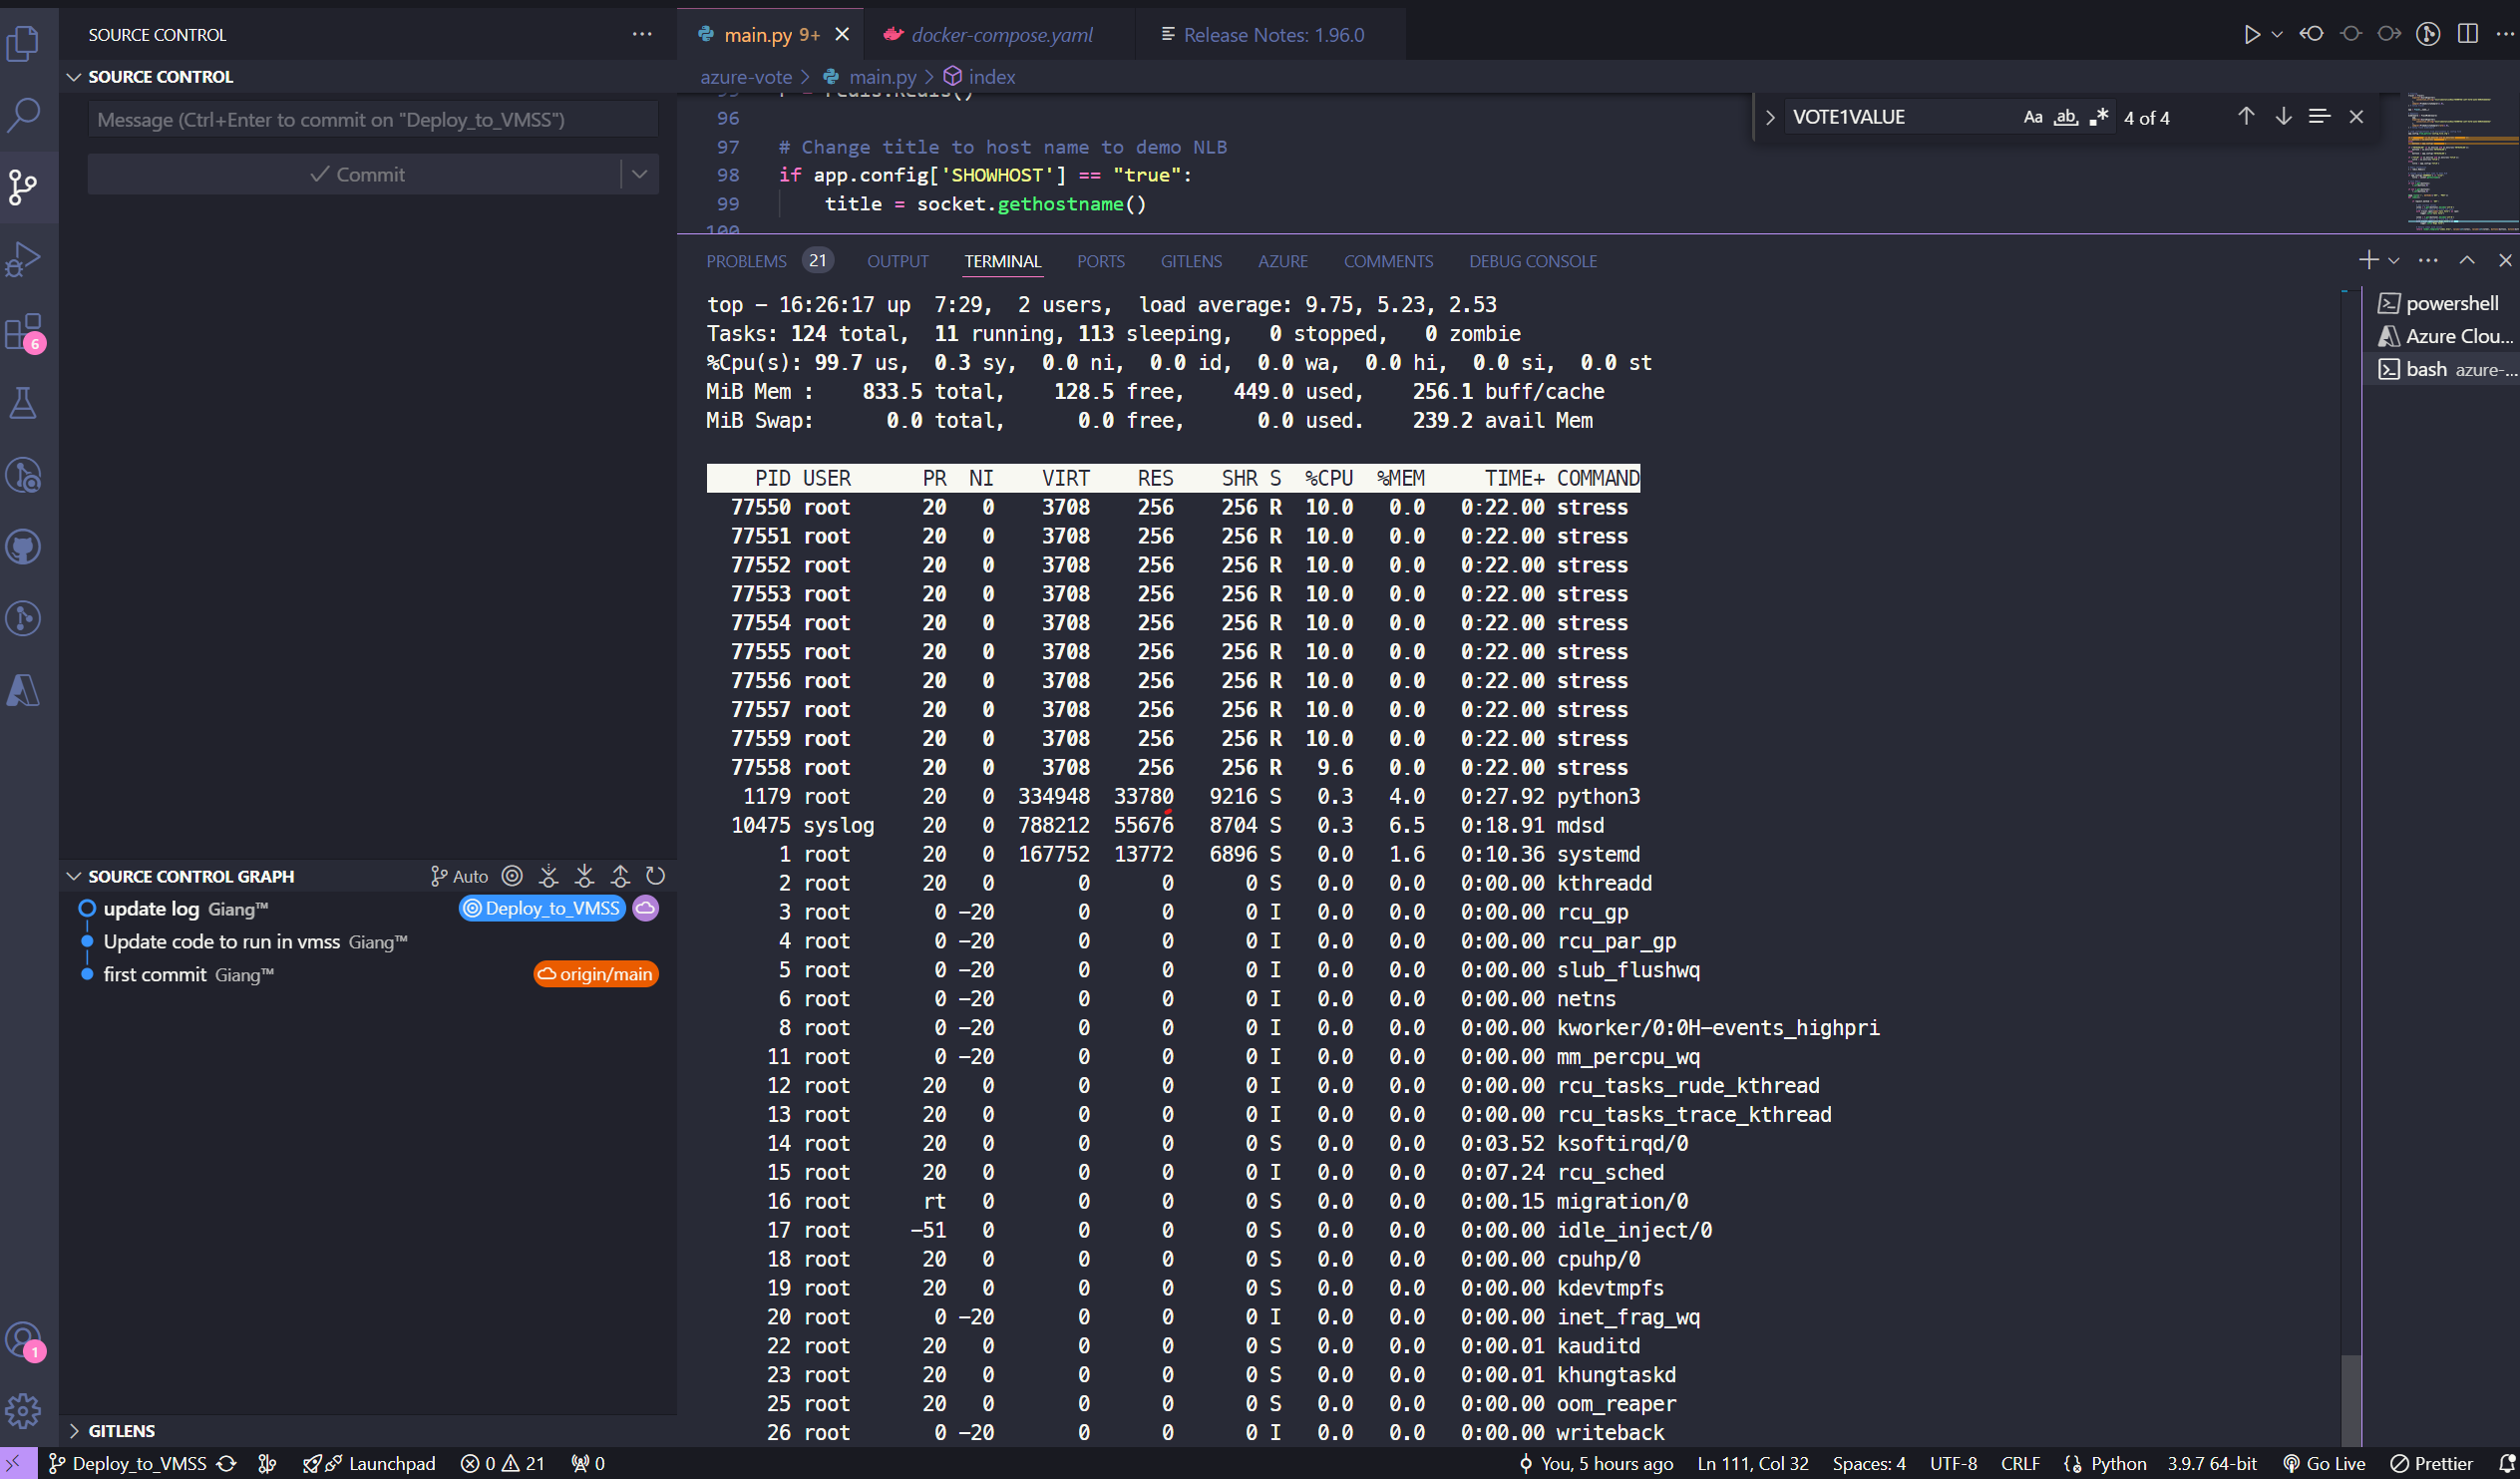 SOURCE CONTROL
SOURCE CONTROL
Message (Ctrl+Enter to commit on "Deploy_to_VMSS")
Commit
6
SOURCE CONTROL GRAPH
Auto
update log Giang™ Deploy_to_VMSS
Update code to run in vmss Giang™
first commit Giang™ origin/main
GITLENS
1
main.py 9+
docker-compose.yaml
Release Notes: 1.96.0
azure-vote > main.py > index
95 r = redis.Redis()
96
97 # Change title to host name to demo NLB
98 if app.config['SHOWHOST'] == "true":
99 title = socket.gethostname()
100
VOTE1VALUE Aa ab .* 4 of 4
PROBLEMS 21 OUTPUT TERMINAL PORTS GITLENS AZURE COMMENTS DEBUG CONSOLE
top - 16:26:17 up 7:29, 2 users, load average: 9.75, 5.23, 2.53
Tasks: 124 total, 11 running, 113 sleeping, 0 stopped, 0 zombie
%Cpu(s): 99.7 us, 0.3 sy, 0.0 ni, 0.0 id, 0.0 wa, 0.0 hi, 0.0 si, 0.0 st
MiB Mem : 833.5 total, 128.5 free, 449.0 used, 256.1 buff/cache
MiB Swap: 0.0 total, 0.0 free, 0.0 used. 239.2 avail Mem
PID USER PR NI VIRT RES SHR S %CPU %MEM TIME+ COMMAND
77550 root 20 0 3708 256 256 R 10.0 0.0 0:22.00 stress
77551 root 20 0 3708 256 256 R 10.0 0.0 0:22.00 stress
77552 root 20 0 3708 256 256 R 10.0 0.0 0:22.00 stress
77553 root 20 0 3708 256 256 R 10.0 0.0 0:22.00 stress
77554 root 20 0 3708 256 256 R 10.0 0.0 0:22.00 stress
77555 root 20 0 3708 256 256 R 10.0 0.0 0:22.00 stress
77556 root 20 0 3708 256 256 R 10.0 0.0 0:22.00 stress
77557 root 20 0 3708 256 256 R 10.0 0.0 0:22.00 stress
77559 root 20 0 3708 256 256 R 10.0 0.0 0:22.00 stress
77558 root 20 0 3708 256 256 R 9.6 0.0 0:22.00 stress
1179 root 20 0 334948 33780 9216 S 0.3 4.0 0:27.92 python3
10475 syslog 20 0 788212 55676 8704 S 0.3 6.5 0:18.91 mdsd
1 root 20 0 167752 13772 6896 S 0.0 1.6 0:10.36 systemd
2 root 20 0 0 0 0 S 0.0 0.0 0:00.00 kthreadd
3 root 0 -20 0 0 0 I 0.0 0.0 0:00.00 rcu_gp
4 root 0 -20 0 0 0 I 0.0 0.0 0:00.00 rcu_par_gp
5 root 0 -20 0 0 0 I 0.0 0.0 0:00.00 slub_flushwq
6 root 0 -20 0 0 0 I 0.0 0.0 0:00.00 netns
8 root 0 -20 0 0 0 I 0.0 0.0 0:00.00 kworker/0:0H-events_highpri
11 root 0 -20 0 0 0 I 0.0 0.0 0:00.00 mm_percpu_wq
12 root 20 0 0 0 0 I 0.0 0.0 0:00.00 rcu_tasks_rude_kthread
13 root 20 0 0 0 0 I 0.0 0.0 0:00.00 rcu_tasks_trace_kthread
14 root 20 0 0 0 0 S 0.0 0.0 0:03.52 ksoftirqd/0
15 root 20 0 0 0 0 I 0.0 0.0 0:07.24 rcu_sched
16 root rt 0 0 0 0 S 0.0 0.0 0:00.15 migration/0
17 root -51 0 0 0 0 S 0.0 0.0 0:00.00 idle_inject/0
18 root 20 0 0 0 0 S 0.0 0.0 0:00.00 cpuhp/0
19 root 20 0 0 0 0 S 0.0 0.0 0:00.00 kdevtmpfs
20 root 0 -20 0 0 0 I 0.0 0.0 0:00.00 inet_frag_wq
22 root 20 0 0 0 0 S 0.0 0.0 0:00.01 kauditd
23 root 20 0 0 0 0 S 0.0 0.0 0:00.01 khungtaskd
25 root 20 0 0 0 0 S 0.0 0.0 0:00.00 oom_reaper
26 root 0 -20 0 0 0 I 0.0 0.0 0:00.00 writeback
powershell
Azure Clou...
bash azure-...
Deploy_to_VMSS Launchpad 0 21 0 You, 5 hours ago Ln 111, Col 32 Spaces: 4 UTF-8 CRLF Python 3.9.7 64-bit Go Live Prettier